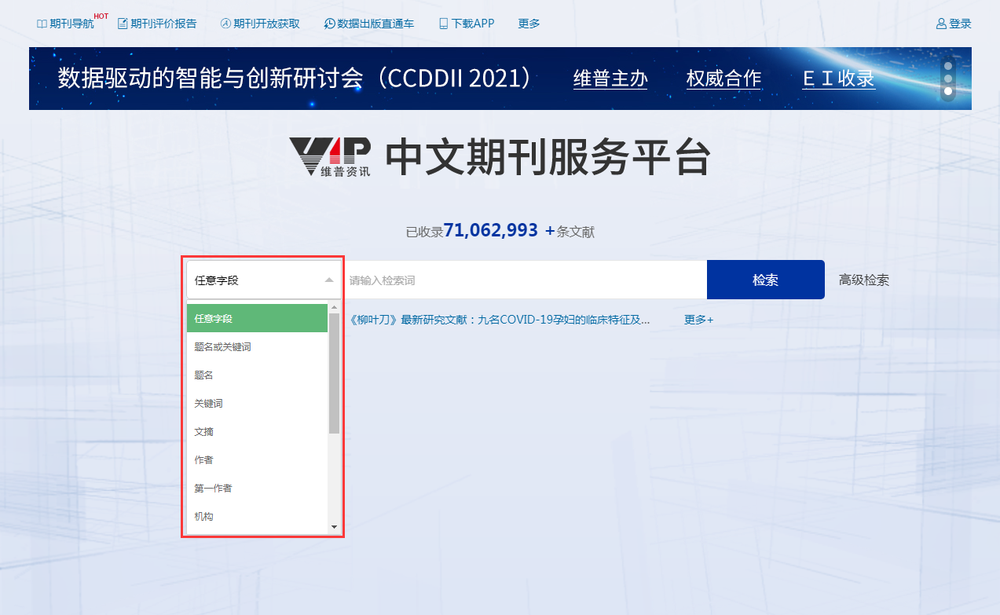 期刊导航 HOT 期刊评价报告 期刊开放获取 数据出版直通车 下载APP 更多 登录
数据驱动的智能与创新研讨会（CCDDII 2021） 维普主办 权威合作 ＥＩ收录
VIP 维普资讯 中文期刊服务平台
已收录71,062,993 +条文献
任意字段 请输入检索词 检索 高级检索
任意字段 《柳叶刀》最新研究文献：九名COVID-19孕妇的临床特征及... 更多+
题名或关键词
题名
关键词
文摘
作者
第一作者
机构